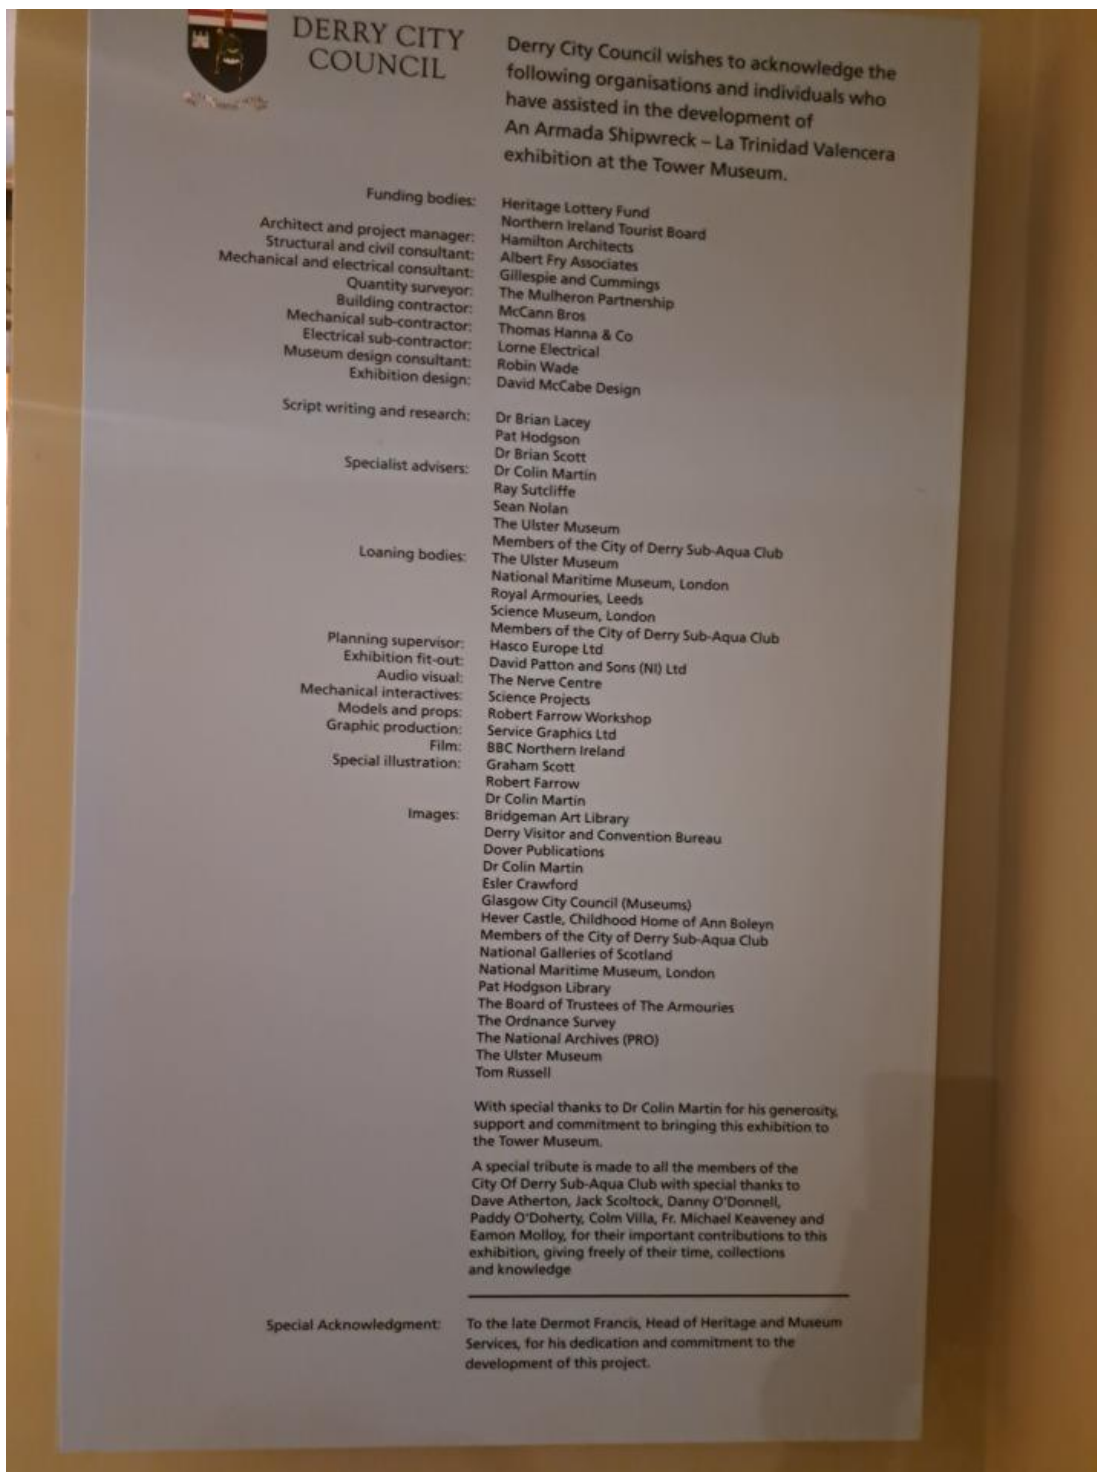 DERRY CITY
COUNCIL
Derry City Council wishes to acknowledge the
following organisations and individuals who
have assisted in the development of
An Armada Shipwreck – La Trinidad Valencera
exhibition at the Tower Museum.
Funding bodies: Heritage Lottery Fund
Northern Ireland Tourist Board
Architect and project manager: Hamilton Architects
Structural and civil consultant: Albert Fry Associates
Mechanical and electrical consultant: Gillespie and Cummings
Quantity surveyor: The Mulheron Partnership
Building contractor: McCann Bros
Mechanical sub-contractor: Thomas Hanna & Co
Electrical sub-contractor: Lorne Electrical
Museum design consultant: Robin Wade
Exhibition design: David McCabe Design
Script writing and research: Dr Brian Lacey
Pat Hodgson
Dr Brian Scott
Specialist advisers: Dr Colin Martin
Ray Sutcliffe
Sean Nolan
The Ulster Museum
Members of the City of Derry Sub-Aqua Club
Loaning bodies: The Ulster Museum
National Maritime Museum, London
Royal Armouries, Leeds
Science Museum, London
Members of the City of Derry Sub-Aqua Club
Planning supervisor: Hasco Europe Ltd
Exhibition fit-out: David Patton and Sons (NI) Ltd
Audio visual: The Nerve Centre
Mechanical interactives: Science Projects
Models and props: Robert Farrow Workshop
Graphic production: Service Graphics Ltd
Film: BBC Northern Ireland
Special illustration: Graham Scott
Robert Farrow
Dr Colin Martin
Images: Bridgeman Art Library
Derry Visitor and Convention Bureau
Dover Publications
Dr Colin Martin
Esler Crawford
Glasgow City Council (Museums)
Hever Castle, Childhood Home of Ann Boleyn
Members of the City of Derry Sub-Aqua Club
National Galleries of Scotland
National Maritime Museum, London
Pat Hodgson Library
The Board of Trustees of The Armouries
The Ordnance Survey
The National Archives (PRO)
The Ulster Museum
Tom Russell
With special thanks to Dr Colin Martin for his generosity,
support and commitment to bringing this exhibition to
the Tower Museum.
A special tribute is made to all the members of the
City Of Derry Sub-Aqua Club with special thanks to
Dave Atherton, Jack Scoltock, Danny O'Donnell,
Paddy O'Doherty, Colm Villa, Fr. Michael Keaveney and
Eamon Molloy, for their important contributions to this
exhibition, giving freely of their time, collections
and knowledge
Special Acknowledgment: To the late Dermot Francis, Head of Heritage and Museum
Services, for his dedication and commitment to the
development of this project.